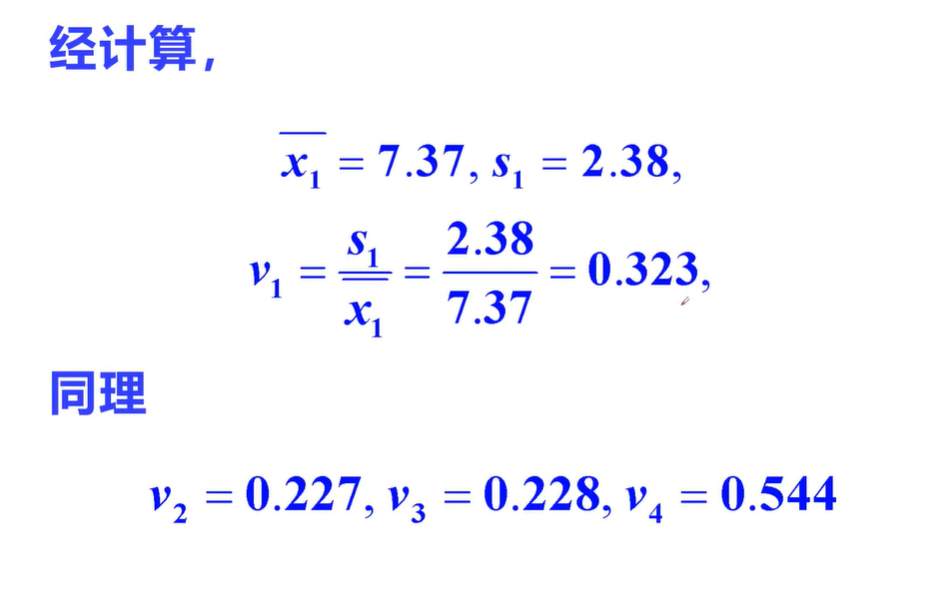 经计算，
x̄₁ = 7.37, s₁ = 2.38,
v₁ = s₁ / x̄₁ = 2.38 / 7.37 = 0.323,
同理
v₂ = 0.227, v₃ = 0.228, v₄ = 0.544